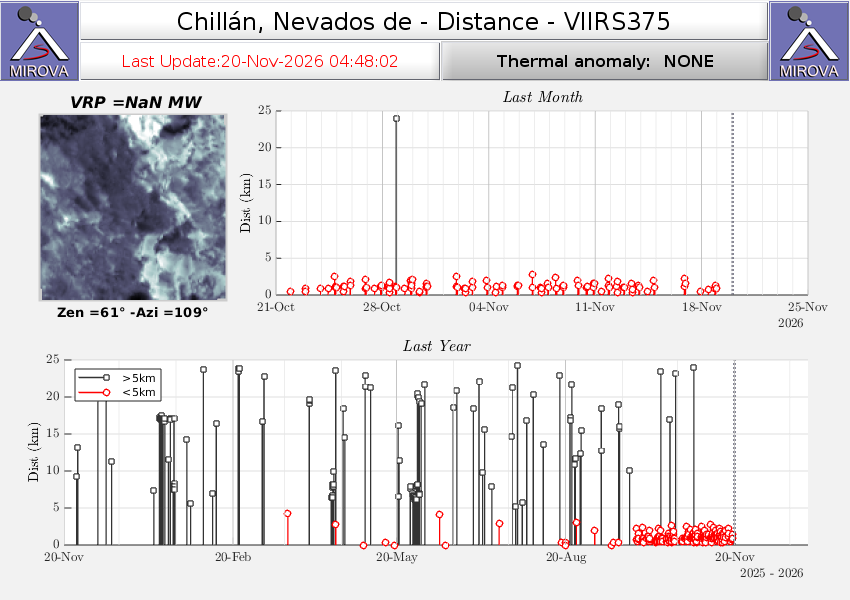 Chillán, Nevados de - Distance - VIIRS375
MIROVA
Last Update:20-Nov-2026 04:48:02
Thermal anomaly: NONE
MIROVA
VRP =NaN MW
Zen =61° -Azi =109°
Last Month
Dist (km)
25
20
15
10
5
0
21-Oct 28-Oct 04-Nov 11-Nov 18-Nov 25-Nov
2026
Last Year
Dist (km)
25
20
15
10
5
0
>5km
<5km
20-Nov 20-Feb 20-May 20-Aug 20-Nov
2025 - 2026